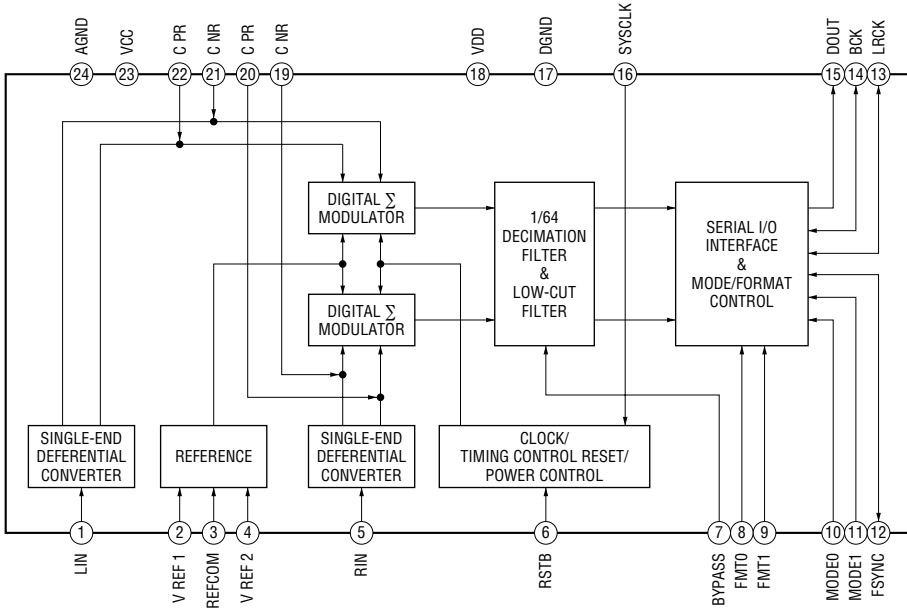 AGND
VCC
C PR
C NR
C PR
C NR
VDD
DGND
SYSCLK
DOUT
BCK
LRCK
24
23
22
21
20
19
18
17
16
15
14
13
DIGITAL ∑
MODULATOR
1/64
DECIMATION
FILTER
&
LOW-CUT
FILTER
SERIAL I/O
INTERFACE
&
MODE/FORMAT
CONTROL
DIGITAL ∑
MODULATOR
SINGLE-END
DEFERENTIAL
CONVERTER
REFERENCE
SINGLE-END
DEFERENTIAL
CONVERTER
CLOCK/
TIMING CONTROL RESET/
POWER CONTROL
1
2
3
4
5
6
7
8
9
10
11
12
LIN
V REF 1
REFCOM
V REF 2
RIN
RSTB
BYPASS
FMT0
FMT1
MODE0
MODE1
FSYNC